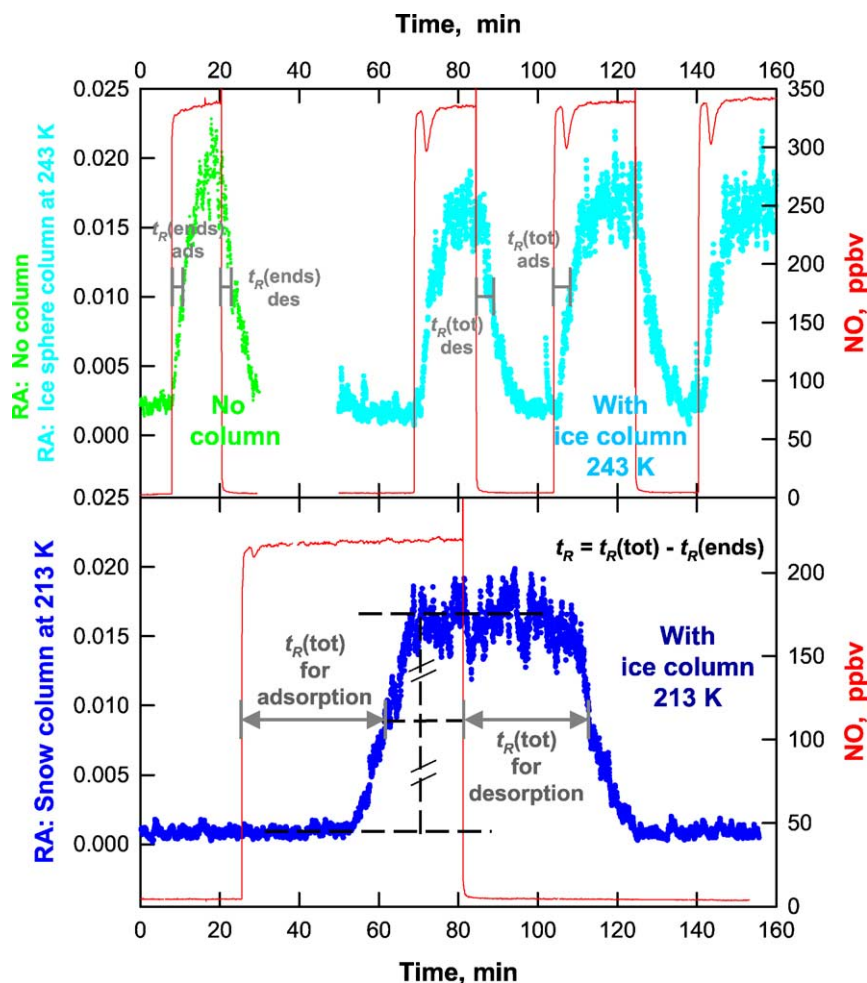 Time, min
0 20 40 60 80 100 120 140 160
0.025
0.020
0.015
0.010
0.005
0.000
350
300
250
200
150
100
50
0
RA: No column
RA: Ice sphere column at 243 K
NO, ppbv
t_R(ends)
ads
t_R(ends)
des
t_R(tot)
des
t_R(tot)
ads
No
column
With
ice column
243 K
0.025
0.020
0.015
0.010
0.005
0.000
200
150
100
50
0
RA: Snow column at 213 K
NO, ppbv
t_R = t_R(tot) - t_R(ends)
t_R(tot)
for
adsorption
t_R(tot)
for
desorption
With
ice column
213 K
0 20 40 60 80 100 120 140 160
Time, min